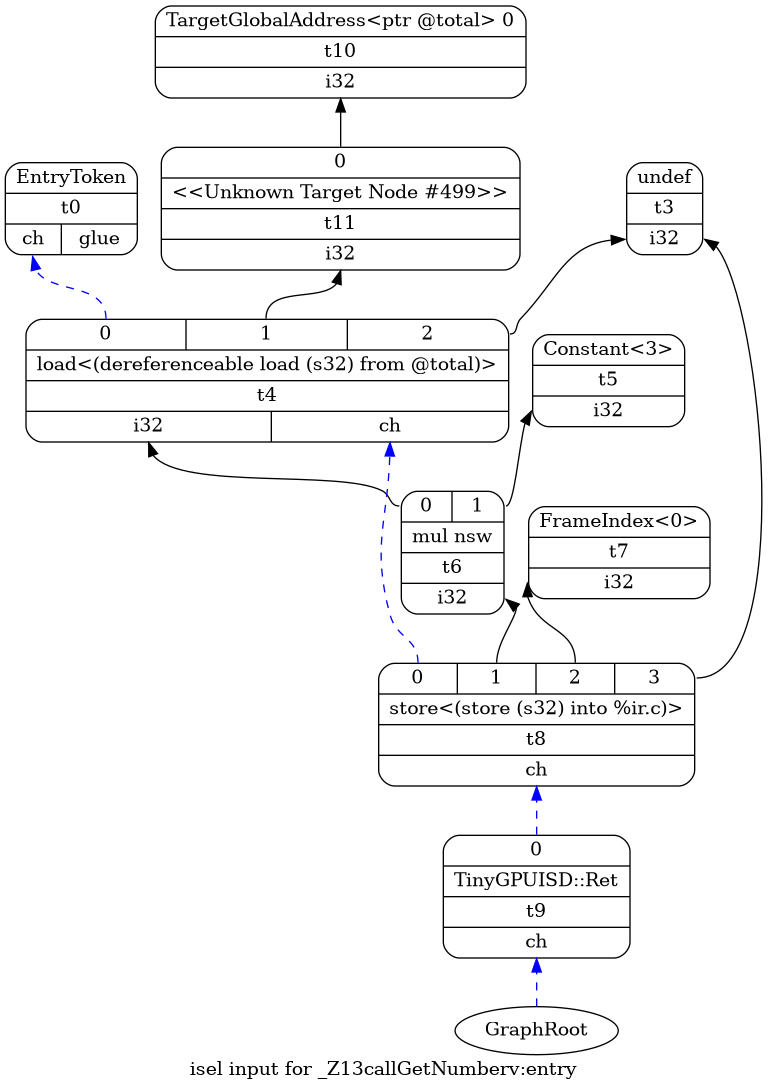 TargetGlobalAddress<ptr @total> 0
t10
i32
0
<<Unknown Target Node #499>>
t11
i32
EntryToken
t0
ch glue
undef
t3
i32
0 1 2
load<(dereferenceable load (s32) from @total)>
t4
i32 ch
Constant<3>
t5
i32
0 1
mul nsw
t6
i32
FrameIndex<0>
t7
i32
0 1 2 3
store<(store (s32) into %ir.c)>
t8
ch
0
TinyGPUISD::Ret
t9
ch
GraphRoot
isel input for _Z13callGetNumberv:entry